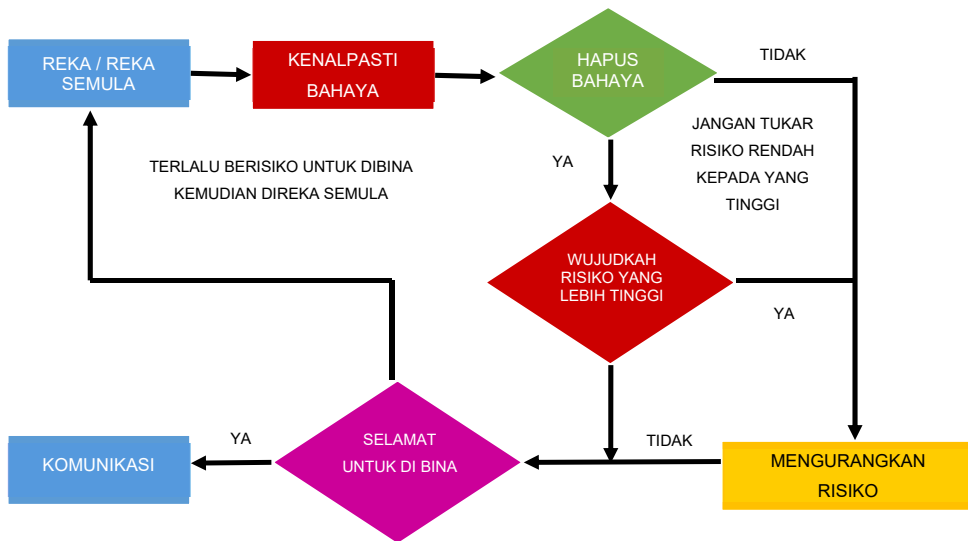 REKA / REKA
SEMULA
KENALPASTI
BAHAYA
HAPUS
BAHAYA
TIDAK
JANGAN TUKAR
RISIKO RENDAH
KEPADA YANG
TINGGI
TERLALU BERISIKO UNTUK DIBINA
KEMUDIAN DIREKA SEMULA
YA
WUJUDKAH
RISIKO YANG
LEBIH TINGGI
YA
KOMUNIKASI
YA
SELAMAT
UNTUK DI BINA
TIDAK
MENGURANGKAN
RISIKO